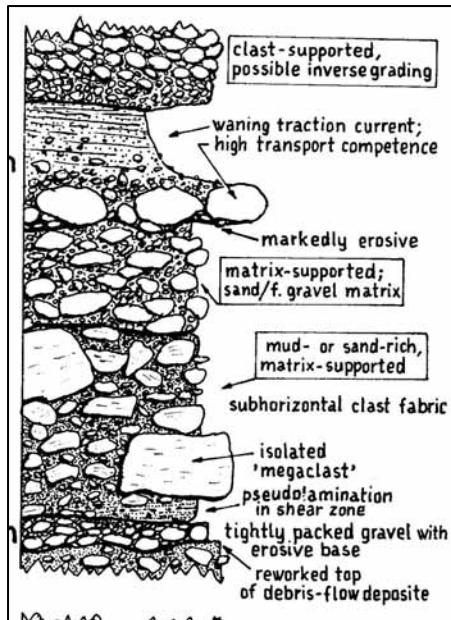 clast-supported,
possible inverse grading
waning traction current;
high transport competence
markedly erosive
matrix-supported;
sand/f. gravel matrix
mud- or sand-rich,
matrix-supported
subhorizontal clast fabric
isolated
'megaclast'
pseudolamination
in shear zone
tightly packed gravel with
erosive base
reworked top
of debris-flow deposite